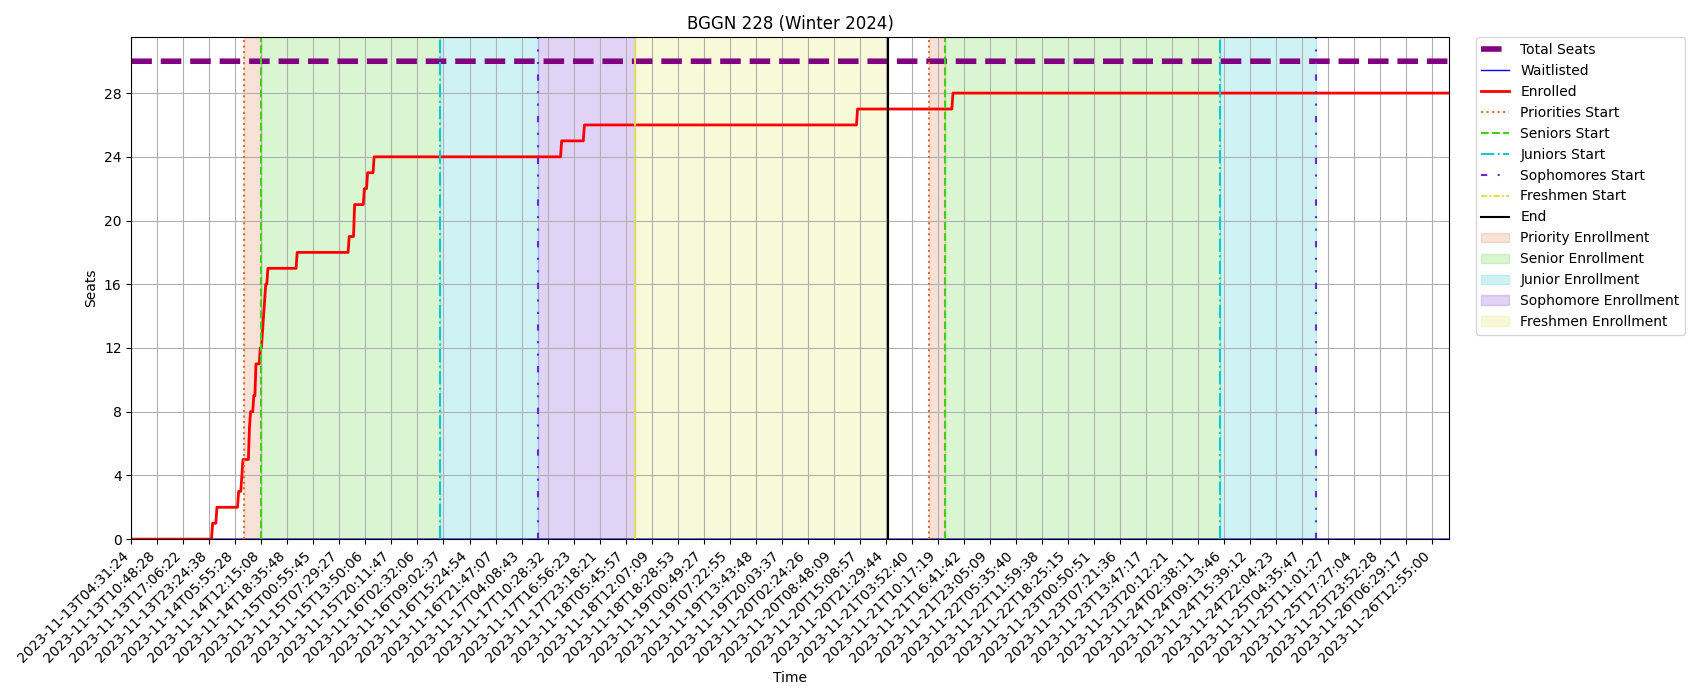 BGGN 228 (Winter 2024)
Seats
28
24
20
16
12
8
4
0
2023-11-13T04:31:24
2023-11-13T10:48:28
2023-11-13T17:06:22
2023-11-13T23:24:38
2023-11-14T05:55:28
2023-11-14T12:15:08
2023-11-14T18:35:48
2023-11-15T00:55:45
2023-11-15T07:29:27
2023-11-15T13:50:06
2023-11-15T20:11:47
2023-11-16T02:32:06
2023-11-16T09:02:37
2023-11-16T15:24:54
2023-11-16T21:47:07
2023-11-17T04:08:43
2023-11-17T10:28:32
2023-11-17T16:56:23
2023-11-17T23:18:21
2023-11-18T05:45:57
2023-11-18T12:07:09
2023-11-18T18:28:53
2023-11-19T00:49:27
2023-11-19T07:22:55
2023-11-19T13:43:48
2023-11-19T20:03:37
2023-11-20T02:24:26
2023-11-20T08:48:09
2023-11-20T15:08:57
2023-11-20T21:29:44
2023-11-21T03:52:40
2023-11-21T10:17:19
2023-11-21T16:41:42
2023-11-21T23:05:09
2023-11-22T05:35:40
2023-11-22T11:59:38
2023-11-22T18:25:15
2023-11-23T00:50:51
2023-11-23T07:21:36
2023-11-23T13:47:17
2023-11-23T20:12:21
2023-11-24T02:38:11
2023-11-24T09:13:46
2023-11-24T15:39:12
2023-11-24T22:04:23
2023-11-25T04:35:47
2023-11-25T11:01:27
2023-11-25T17:27:04
2023-11-25T23:52:28
2023-11-26T06:29:17
2023-11-26T12:55:00
Time
Total Seats
Waitlisted
Enrolled
Priorities Start
Seniors Start
Juniors Start
Sophomores Start
Freshmen Start
End
Priority Enrollment
Senior Enrollment
Junior Enrollment
Sophomore Enrollment
Freshmen Enrollment